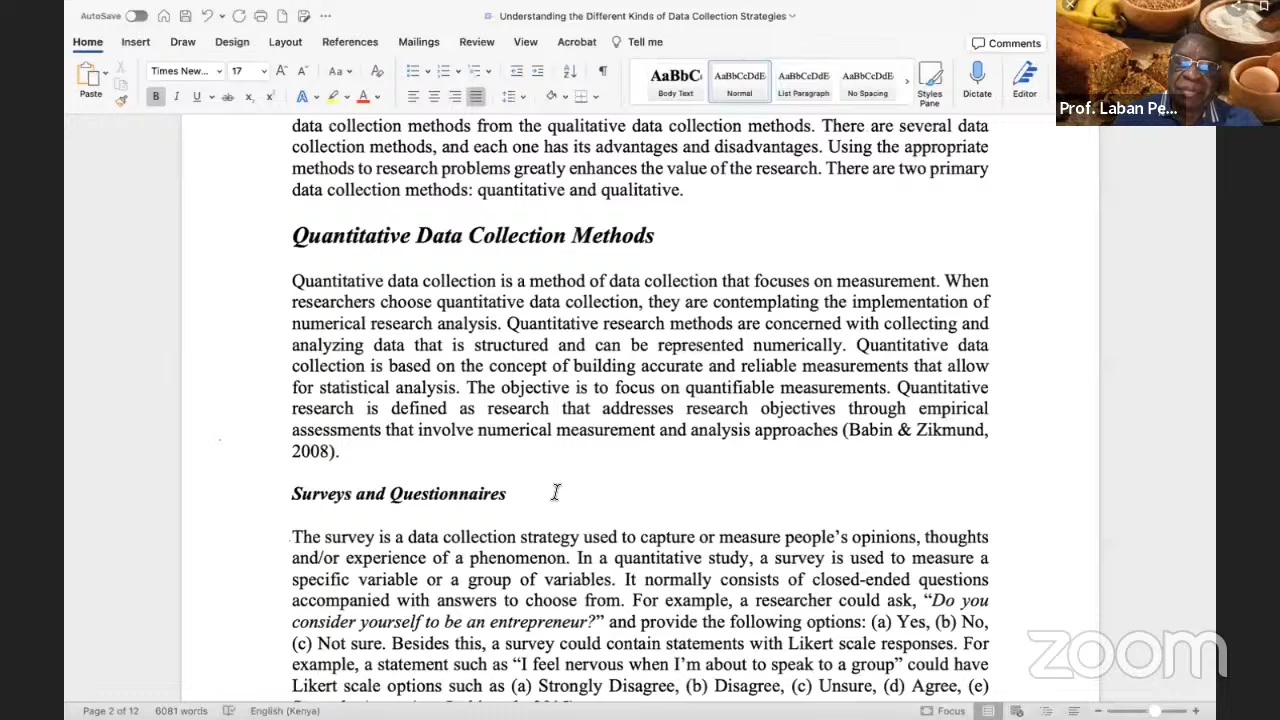 AutoSave
Understanding the Different Kinds of Data Collection Strategies
Home Insert Draw Design Layout References Mailings Review View Acrobat Tell me
Comments
Paste
Times New... 17
Aa
B I U ab x₂ x² A A
AaBbC AaBbCcDdE AaBbCcDdE AaBbCcDdE
Body Text Normal List Paragraph No Spacing
Styles Pane
Dictate
Editor
Prof. Laban Pe...
data collection methods from the qualitative data collection methods. There are several data
collection methods, and each one has its advantages and disadvantages. Using the appropriate
methods to research problems greatly enhances the value of the research. There are two primary
data collection methods: quantitative and qualitative.
Quantitative Data Collection Methods
Quantitative data collection is a method of data collection that focuses on measurement. When
researchers choose quantitative data collection, they are contemplating the implementation of
numerical research analysis. Quantitative research methods are concerned with collecting and
analyzing data that is structured and can be represented numerically. Quantitative data
collection is based on the concept of building accurate and reliable measurements that allow
for statistical analysis. The objective is to focus on quantifiable measurements. Quantitative
research is defined as research that addresses research objectives through empirical
assessments that involve numerical measurement and analysis approaches (Babin & Zikmund,
2008).
Surveys and Questionnaires
The survey is a data collection strategy used to capture or measure people’s opinions, thoughts
and/or experience of a phenomenon. In a quantitative study, a survey is used to measure a
specific variable or a group of variables. It normally consists of closed-ended questions
accompanied with answers to choose from. For example, a researcher could ask, “Do you
consider yourself to be an entrepreneur?” and provide the following options: (a) Yes, (b) No,
(c) Not sure. Besides this, a survey could contain statements with Likert scale responses. For
example, a statement such as “I feel nervous when I’m about to speak to a group” could have
Likert scale options such as (a) Strongly Disagree, (b) Disagree, (c) Unsure, (d) Agree, (e)
zoom
Page 2 of 12 6081 words English (Kenya) Focus